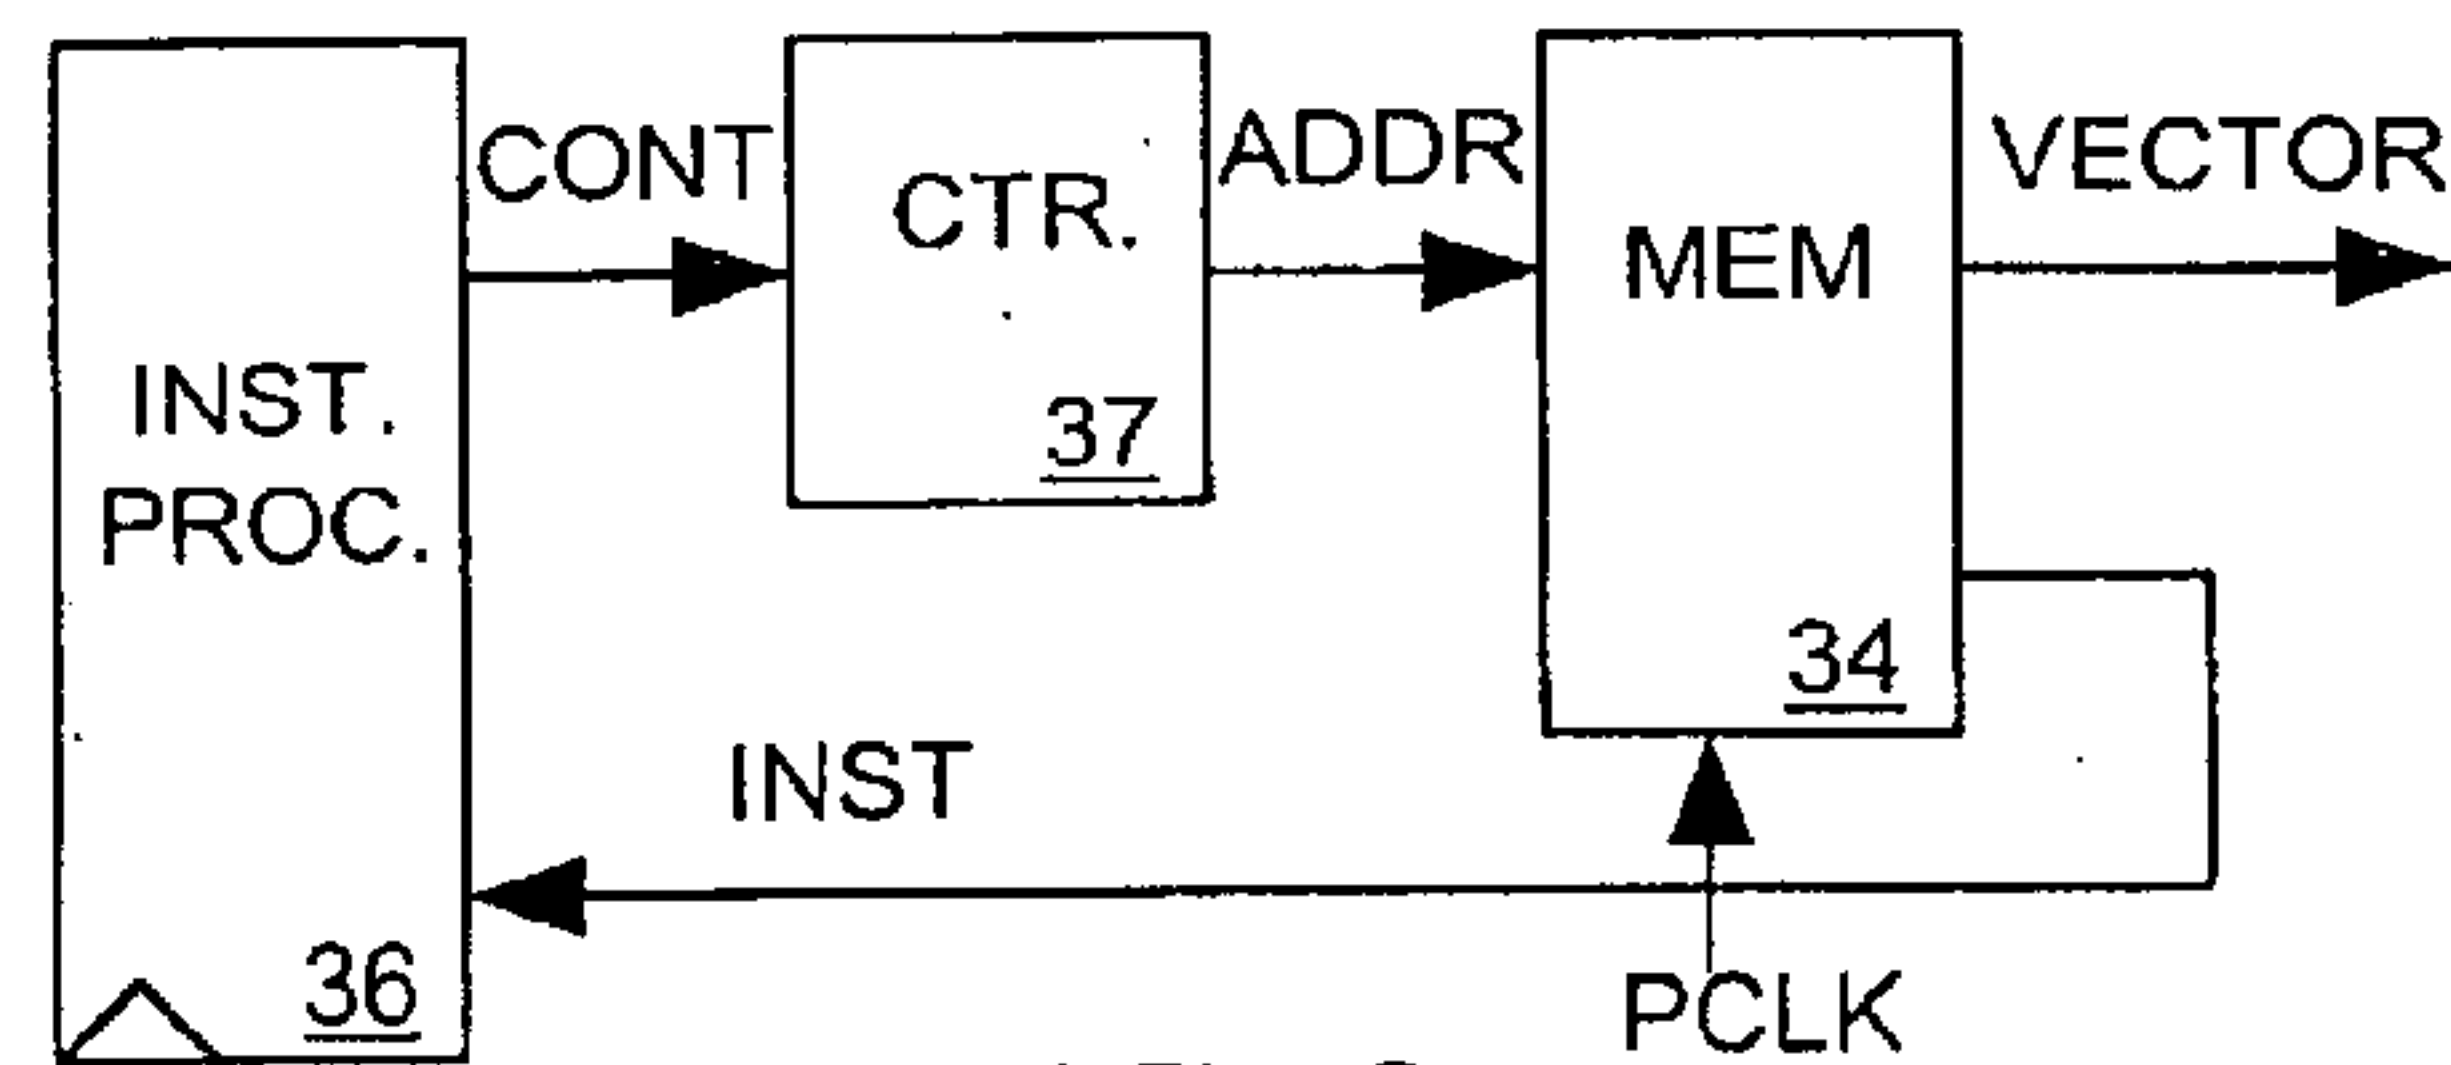 CONT
CTR.
37
ADDR
MEM
34
VECTOR
INST.
PROC.
36
INST
PCLK